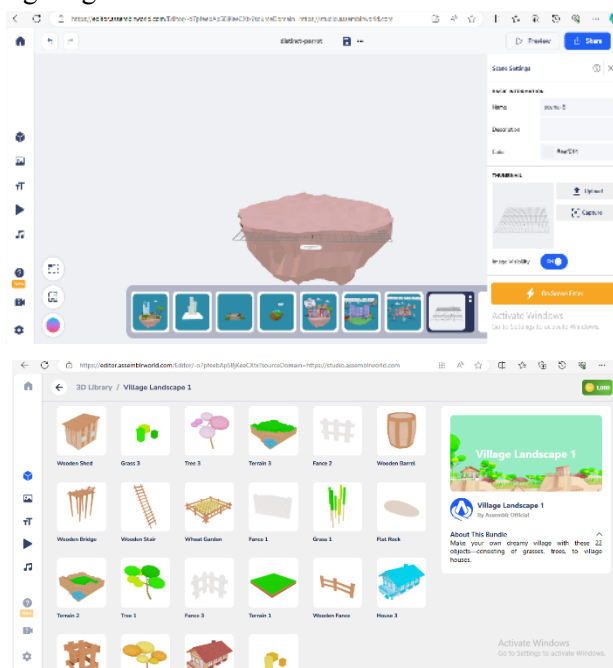 https://editor.assemblrworld.com/Editor/
distinct-parrot
Preview
Share
Scene Settings
BASIC INFORMATION
Name
Description
Color
THUMBNAIL
Upload
Capture
Image Visibility
ON
Activate Windows
Go to Settings to activate Windows.
3D Library / Village Landscape 1
Wooden Shed
Grass 3
Tree 3
Terrain 3
Fence 2
Wooden Barrel
Village Landscape 1
Village Landscape 1
By Assemblr Official
Wooden Bridge
Wooden Stair
Wheat Garden
Fence 1
Grass 1
Flat Rock
About This Bundle
Make your own dreamy village with these 22
objects—consisting of grasses, trees, to village
houses.
Terrain 2
Tree 1
Fence 3
Terrain 1
Wooden Fence
House 3
Activate Windows
Go to Settings to activate Windows.